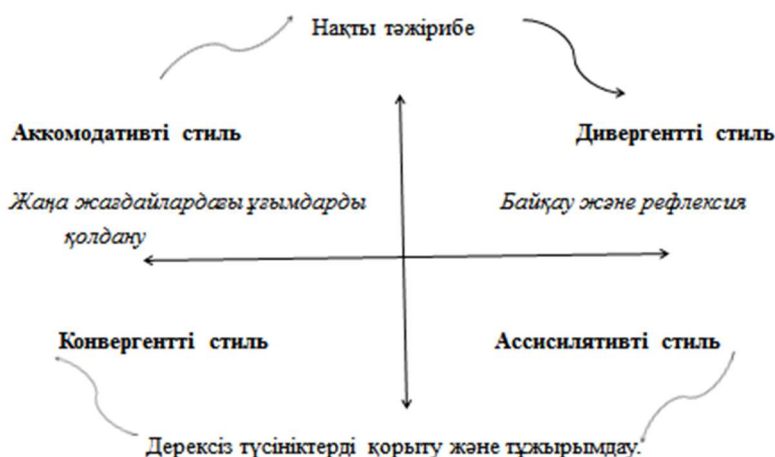 Нақты тәжірибе
Аккомодативті стиль
Дивергентті стиль
Жаңа жағдайлардағы ұғымдарды
қолдану
Байқау және рефлексия
Конвергентті стиль
Ассисилятивті стиль
Дерексіз түсініктерді қорыту және тұжырымдау.